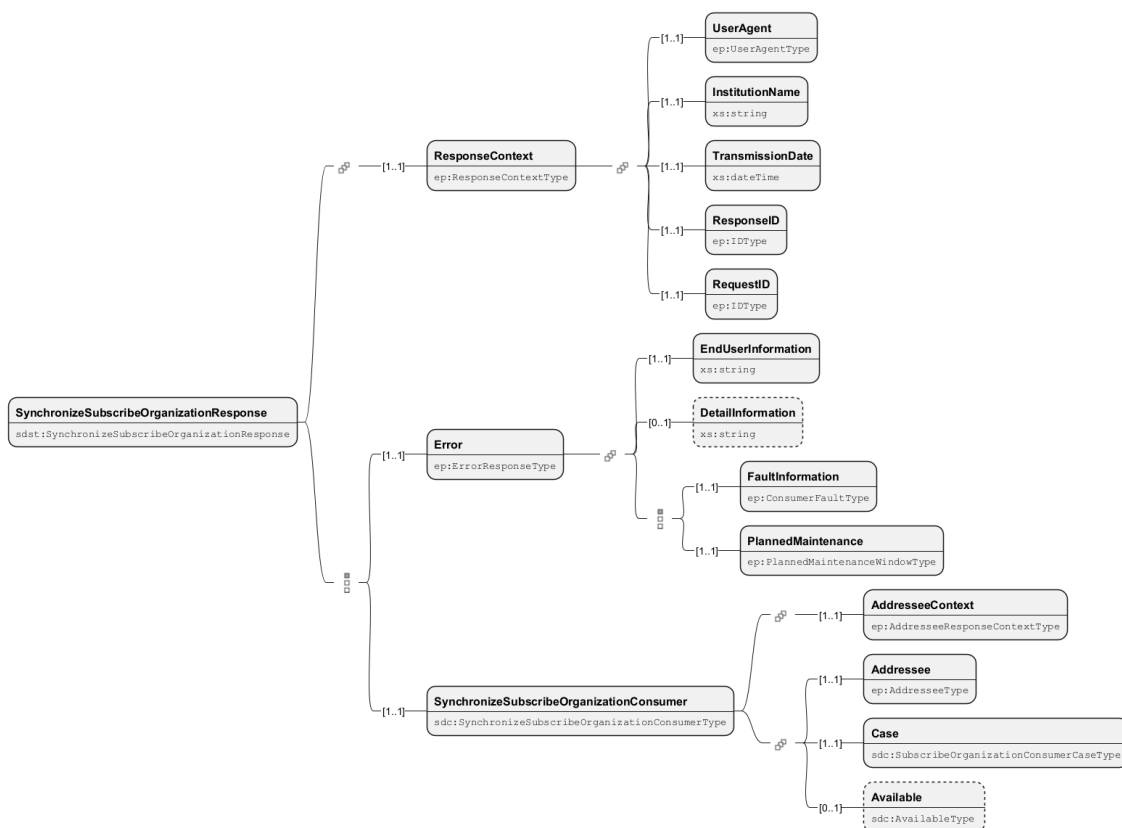 UserAgent
[1..1]
ep:UserAgentType
InstitutionName
[1..1]
xs:string
ResponseContext
[1..1]
ep:ResponseContextType
TransmissionDate
[1..1]
xs:dateTime
ResponseID
[1..1]
ep:IDType
RequestID
[1..1]
ep:IDType
EndUserInformation
[1..1]
xs:string
SynchronizeSubscribeOrganizationResponse
sdst:SynchronizeSubscribeOrganizationResponse
DetailInformation
[0..1]
xs:string
Error
[1..1]
ep:ErrorResponseType
FaultInformation
[1..1]
ep:ConsumerFaultType
PlannedMaintenance
[1..1]
ep:PlannedMaintenanceWindowType
AddresseeContext
[1..1]
ep:AddresseeResponseContextType
Addressee
[1..1]
ep:AddresseeType
SynchronizeSubscribeOrganizationConsumer
[1..1]
sdc:SynchronizeSubscribeOrganizationConsumerType
Case
[1..1]
sdc:SubscribeOrganizationConsumerCaseType
Available
[0..1]
sdc:AvailableType